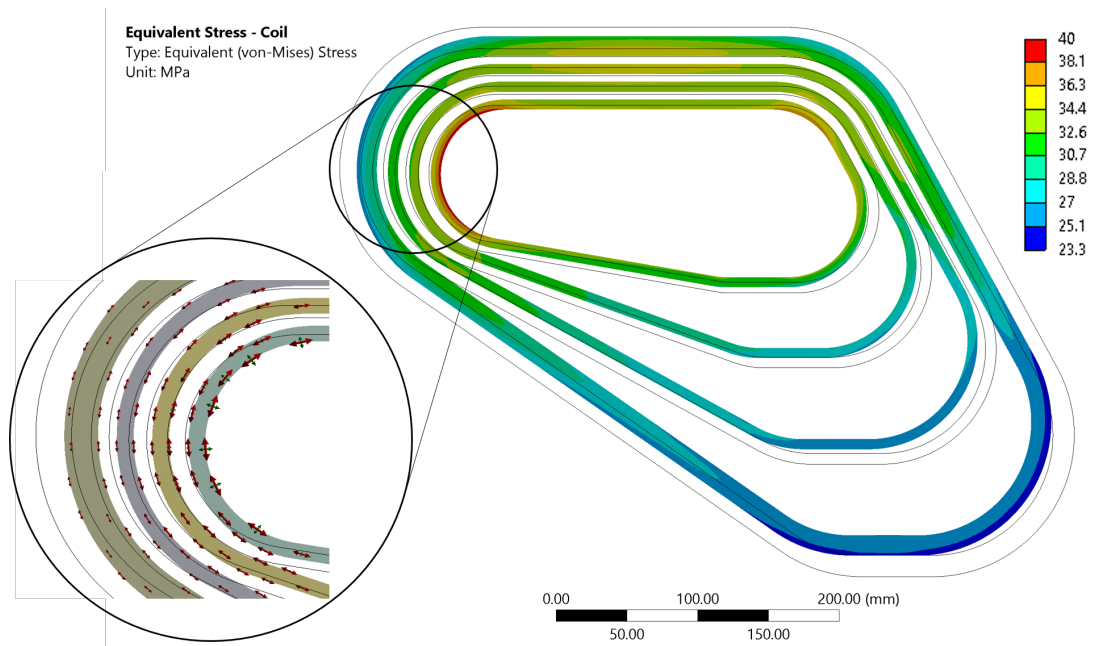 Equivalent Stress - Coil
Type: Equivalent (von-Mises) Stress
Unit: MPa
40
38.1
36.3
34.4
32.6
30.7
28.8
27
25.1
23.3
0.00 100.00 200.00 (mm)
50.00 150.00